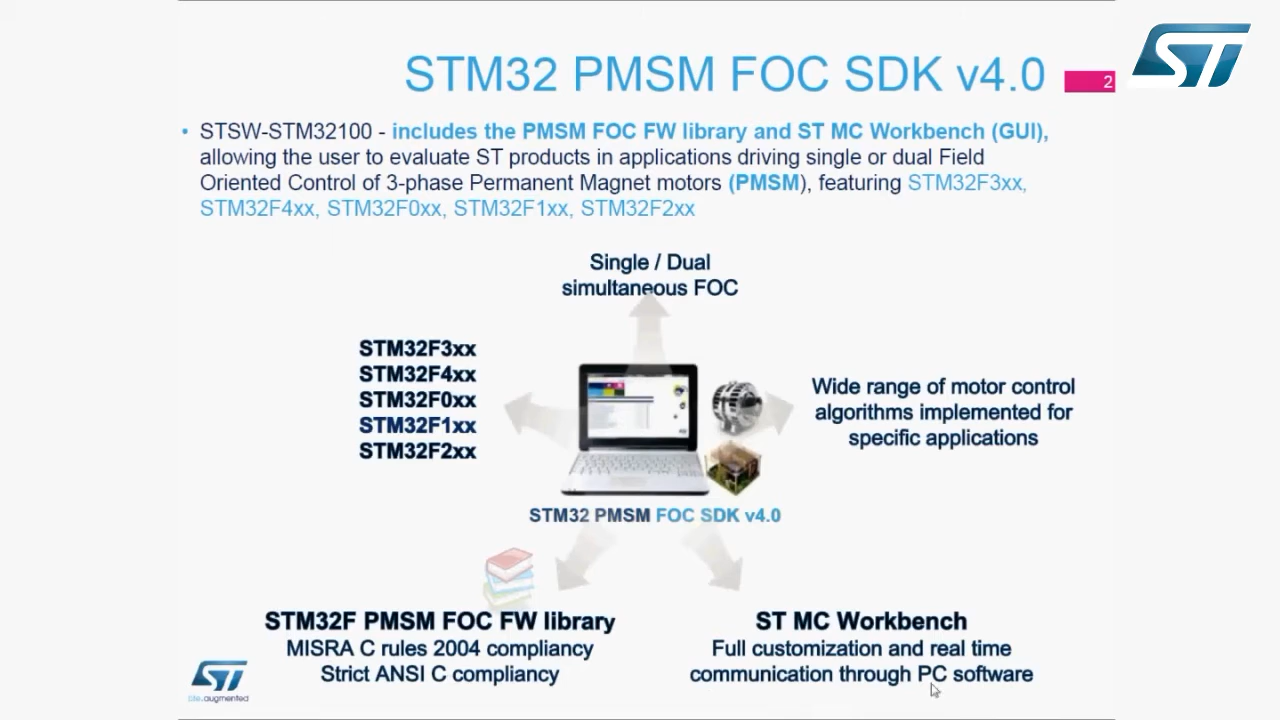 STM32 PMSM FOC SDK v4.0
2
ST
• STSW-STM32100 - includes the PMSM FOC FW library and ST MC Workbench (GUI),
allowing the user to evaluate ST products in applications driving single or dual Field
Oriented Control of 3-phase Permanent Magnet motors (PMSM), featuring STM32F3xx,
STM32F4xx, STM32F0xx, STM32F1xx, STM32F2xx
Single / Dual
simultaneous FOC
STM32F3xx
STM32F4xx
STM32F0xx
STM32F1xx
STM32F2xx
Wide range of motor control
algorithms implemented for
specific applications
STM32 PMSM FOC SDK v4.0
STM32F PMSM FOC FW library
MISRA C rules 2004 compliancy
Strict ANSI C compliancy
ST MC Workbench
Full customization and real time
communication through PC software
ST
life.augmented